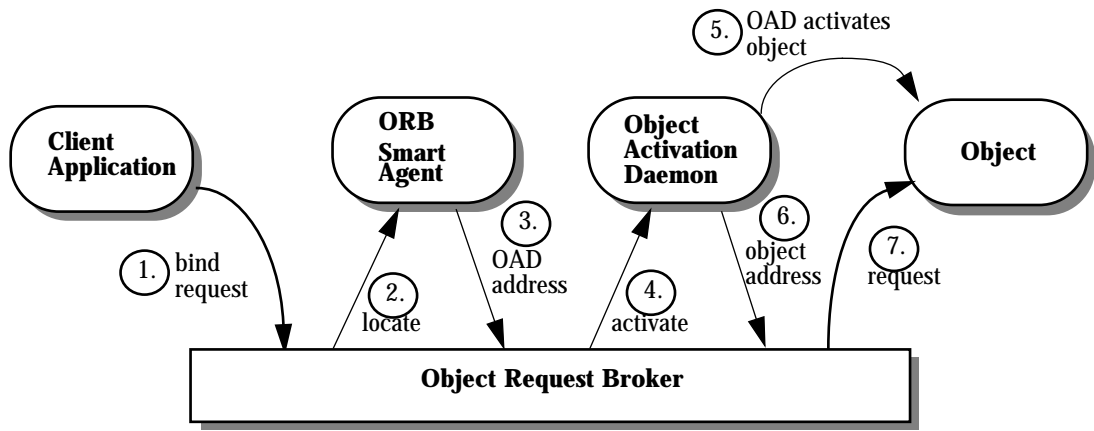 5. OAD activates
object
Client
Application
ORB
Smart
Agent
Object
Activation
Daemon
Object
1. bind
request
2.
locate
3.
OAD
address
4.
activate
6.
object
address
7.
request
Object Request Broker